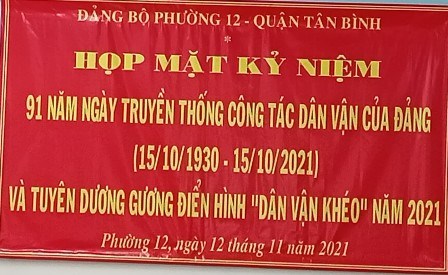 ĐẢNG BỘ PHƯỜNG 12 - QUẬN TÂN BÌNH
*
HỌP MẶT KỶ NIỆM
91 NĂM NGÀY TRUYỀN THỐNG CÔNG TÁC DÂN VẬN CỦA ĐẢNG
(15/10/1930 - 15/10/2021)
VÀ TUYÊN DƯƠNG GƯƠNG ĐIỂN HÌNH "DÂN VẬN KHÉO" NĂM 2021
Phường 12, ngày 12 tháng 11 năm 2021